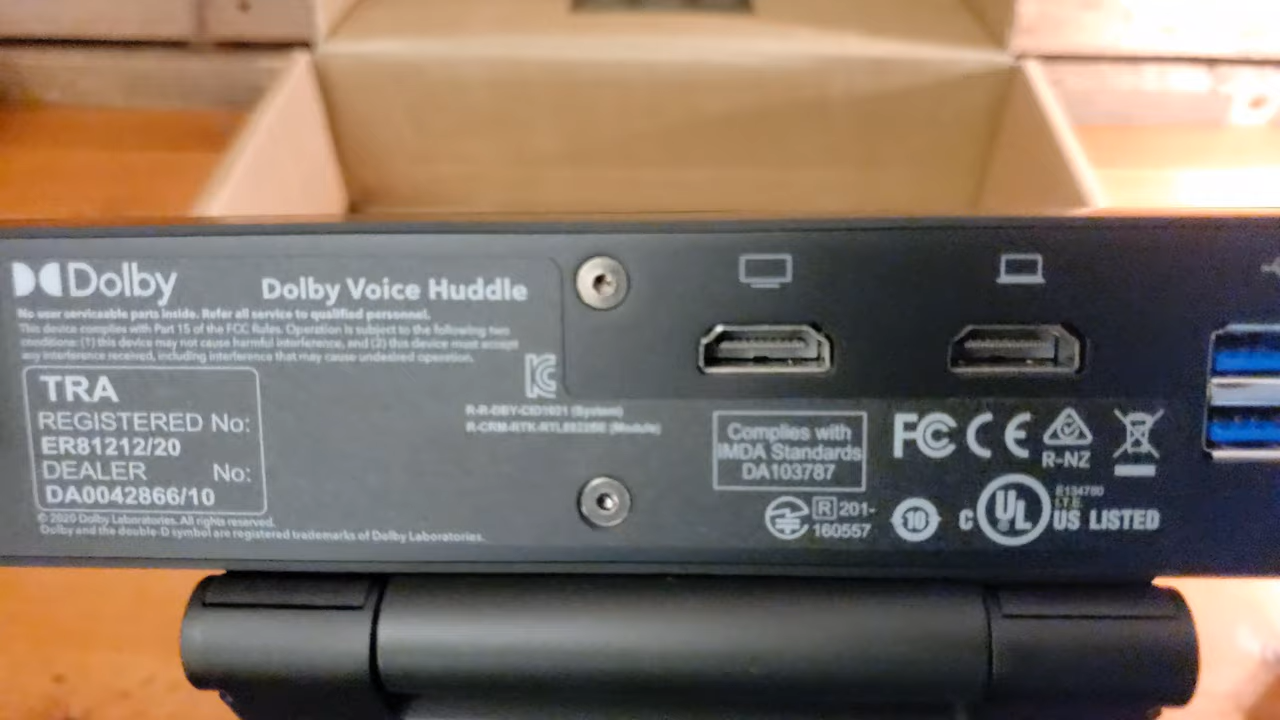 Dolby
Dolby Voice Huddle
No user serviceable parts inside. Refer all service to qualified personnel.
This device complies with Part 15 of the FCC Rules. Operation is subject to the following two
conditions: (1) this device may not cause harmful interference, and (2) this device must accept
any interference received, including interference that may cause undesired operation.
TRA
REGISTERED No:
ER81212/20
DEALER No:
DA0042866/10
© 2020 Dolby Laboratories. All rights reserved.
Dolby and the double-D symbol are registered trademarks of Dolby Laboratories.
(System)
(Module)
Complies with
IMDA Standards
DA103787
FC CE
R-NZ
R 201-
160557
10
C UL US LISTED